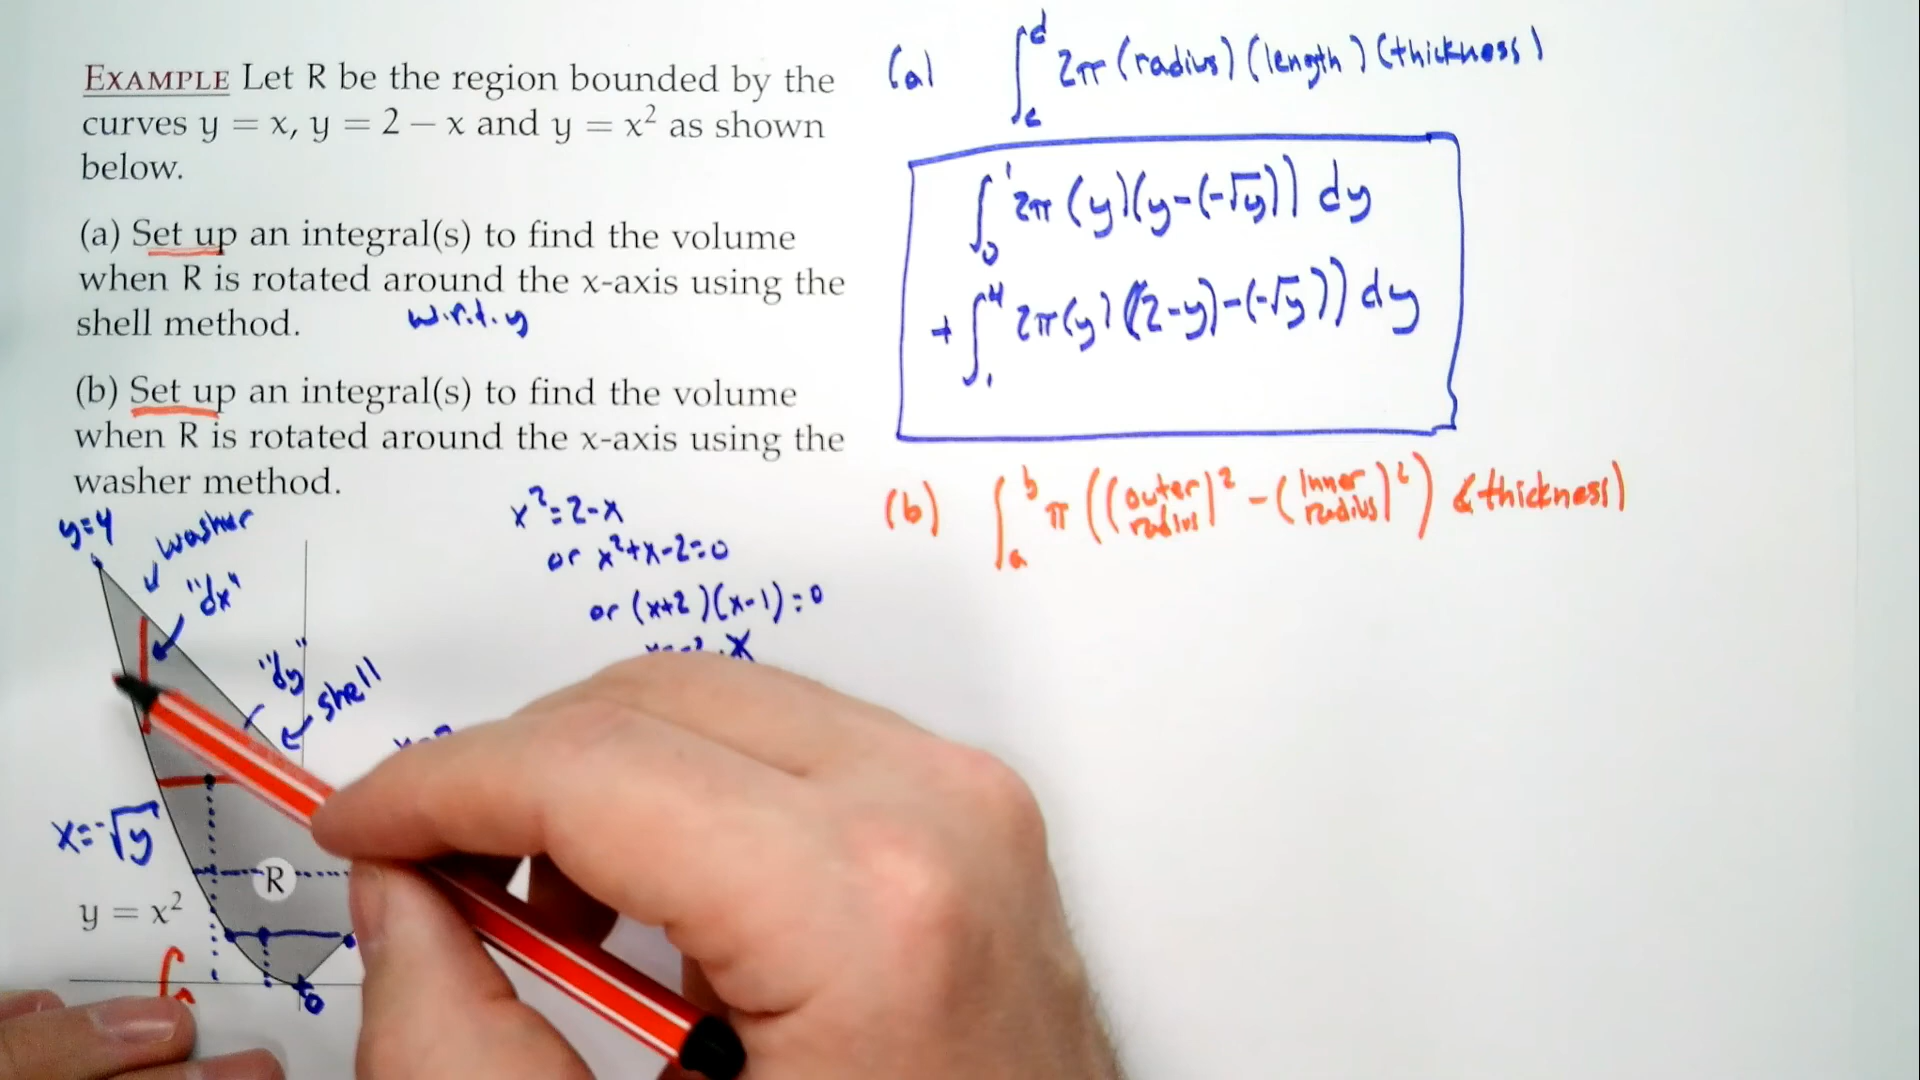 EXAMPLE Let R be the region bounded by the
curves y = x, y = 2 − x and y = x² as shown
below.
(a) Set up an integral(s) to find the volume
when R is rotated around the x-axis using the
shell method. w.r.t. y
(b) Set up an integral(s) to find the volume
when R is rotated around the x-axis using the
washer method.
y=4
washer
"dx"
"dy"
shell
x=-√y
R
y = x²
0
x²=2-x
or x²+x-2=0
or (x+2)(x-1)=0
(a) ∫_c^d 2π (radius) (length) (thickness)
∫_0^1 2π (y)(y-(-√y)) dy
+ ∫_1^4 2π(y) ((2-y)-(-√y)) dy
(b) ∫_a^b π ((outer radius)² - (inner radius)²) (thickness)